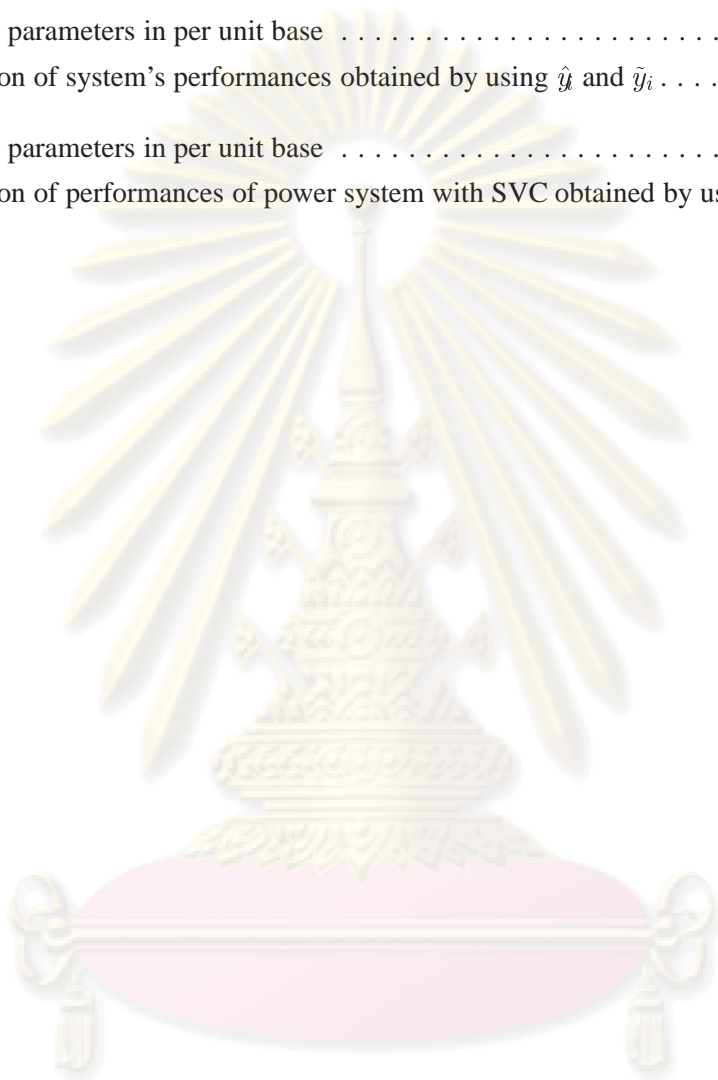 parameters in per unit base . . . . . . . . . . . . . . . . . . . . . . .
on of system’s performances obtained by using ŷi and ỹi . . . .
parameters in per unit base . . . . . . . . . . . . . . . . . . . . . . .
on of performances of power system with SVC obtained by us